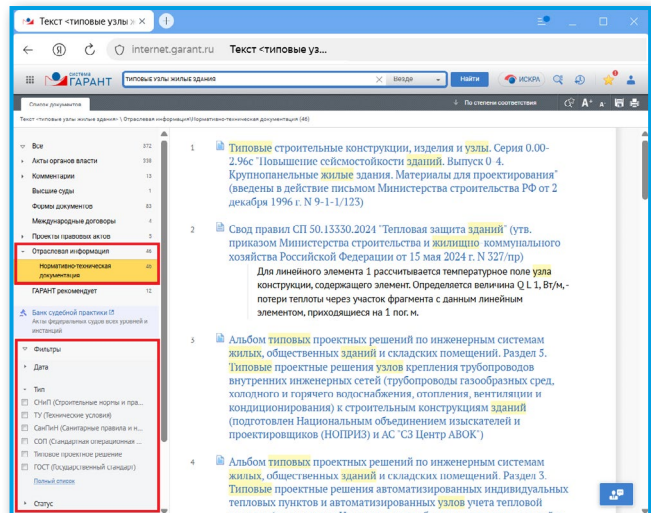 Текст «типовые узлы ж
internet.garant.ru Текст <типовые уз...
СИСТЕМА
ГАРАНТ
типовые узлы жилые здания
Везде
Найти
ИСКРА
Список документов
По степени соответствия
Текст «типовые узлы жилые здания» \ Отраслевая информация\Нормативно-техническая документация (46)
Все
Акты органов власти
Комментарии 13
Высшие суды 1
Формы документов 63
Международные договоры 4
Проекты правовых актов
Отраслевая информация 46
Нормативно-техническая 46
документация
ГАРАНТ рекомендует 12
Банк судебной практики
Акты федеральных судов всех уровней и
инстанций
Фильтры
Дата
Тип
СНиП (Строительные нормы и пра...
ТУ (Технические условия)
СанПиН (Санитарные правила и н...
СОП (Стандартная операционная ...
Типовое проектное решение
ГОСТ (Государственный стандарт)
Полный список
Статус
1 Типовые строительные конструкции, изделия и узлы. Серия 0.00-
2.96с "Повышение сейсмостойкости зданий. Выпуск 0-4.
Крупнопанельные жилые здания. Материалы для проектирования"
(введены в действие письмом Министерства строительства РФ от 2
декабря 1996 г. N 9-1-1/123)
2 Свод правил СП 50.13330.2024 "Тепловая защита зданий" (утв.
приказом Министерства строительства и жилищно-коммунального
хозяйства Российской Федерации от 15 мая 2024 г. N 327/пр)
Для линейного элемента 1 рассчитывается температурное поле узла
конструкции, содержащего элемент. Определяется величина Q L 1, Вт/м, -
потери теплоты через участок фрагмента с данным линейным
элементом, приходящиеся на 1 пог. м.
3 Альбом типовых проектных решений по инженерным системам
жилых, общественных зданий и складских помещений. Раздел 5.
Типовые проектные решения узлов крепления трубопроводов
внутренних инженерных сетей (трубопроводы газообразных сред,
холодного и горячего водоснабжения, отопления, вентиляции и
кондиционирования) к строительным конструкциям зданий
(подготовлен Национальным объединением изыскателей и
проектировщиков (НОПРИЗ) и АС "СЗ Центр АВОК")
4 Альбом типовых проектных решений по инженерным системам
жилых, общественных зданий и складских помещений. Раздел 3.
Типовые проектные решения автоматизированных индивидуальных
тепловых пунктов и автоматизированных узлов учета тепловой